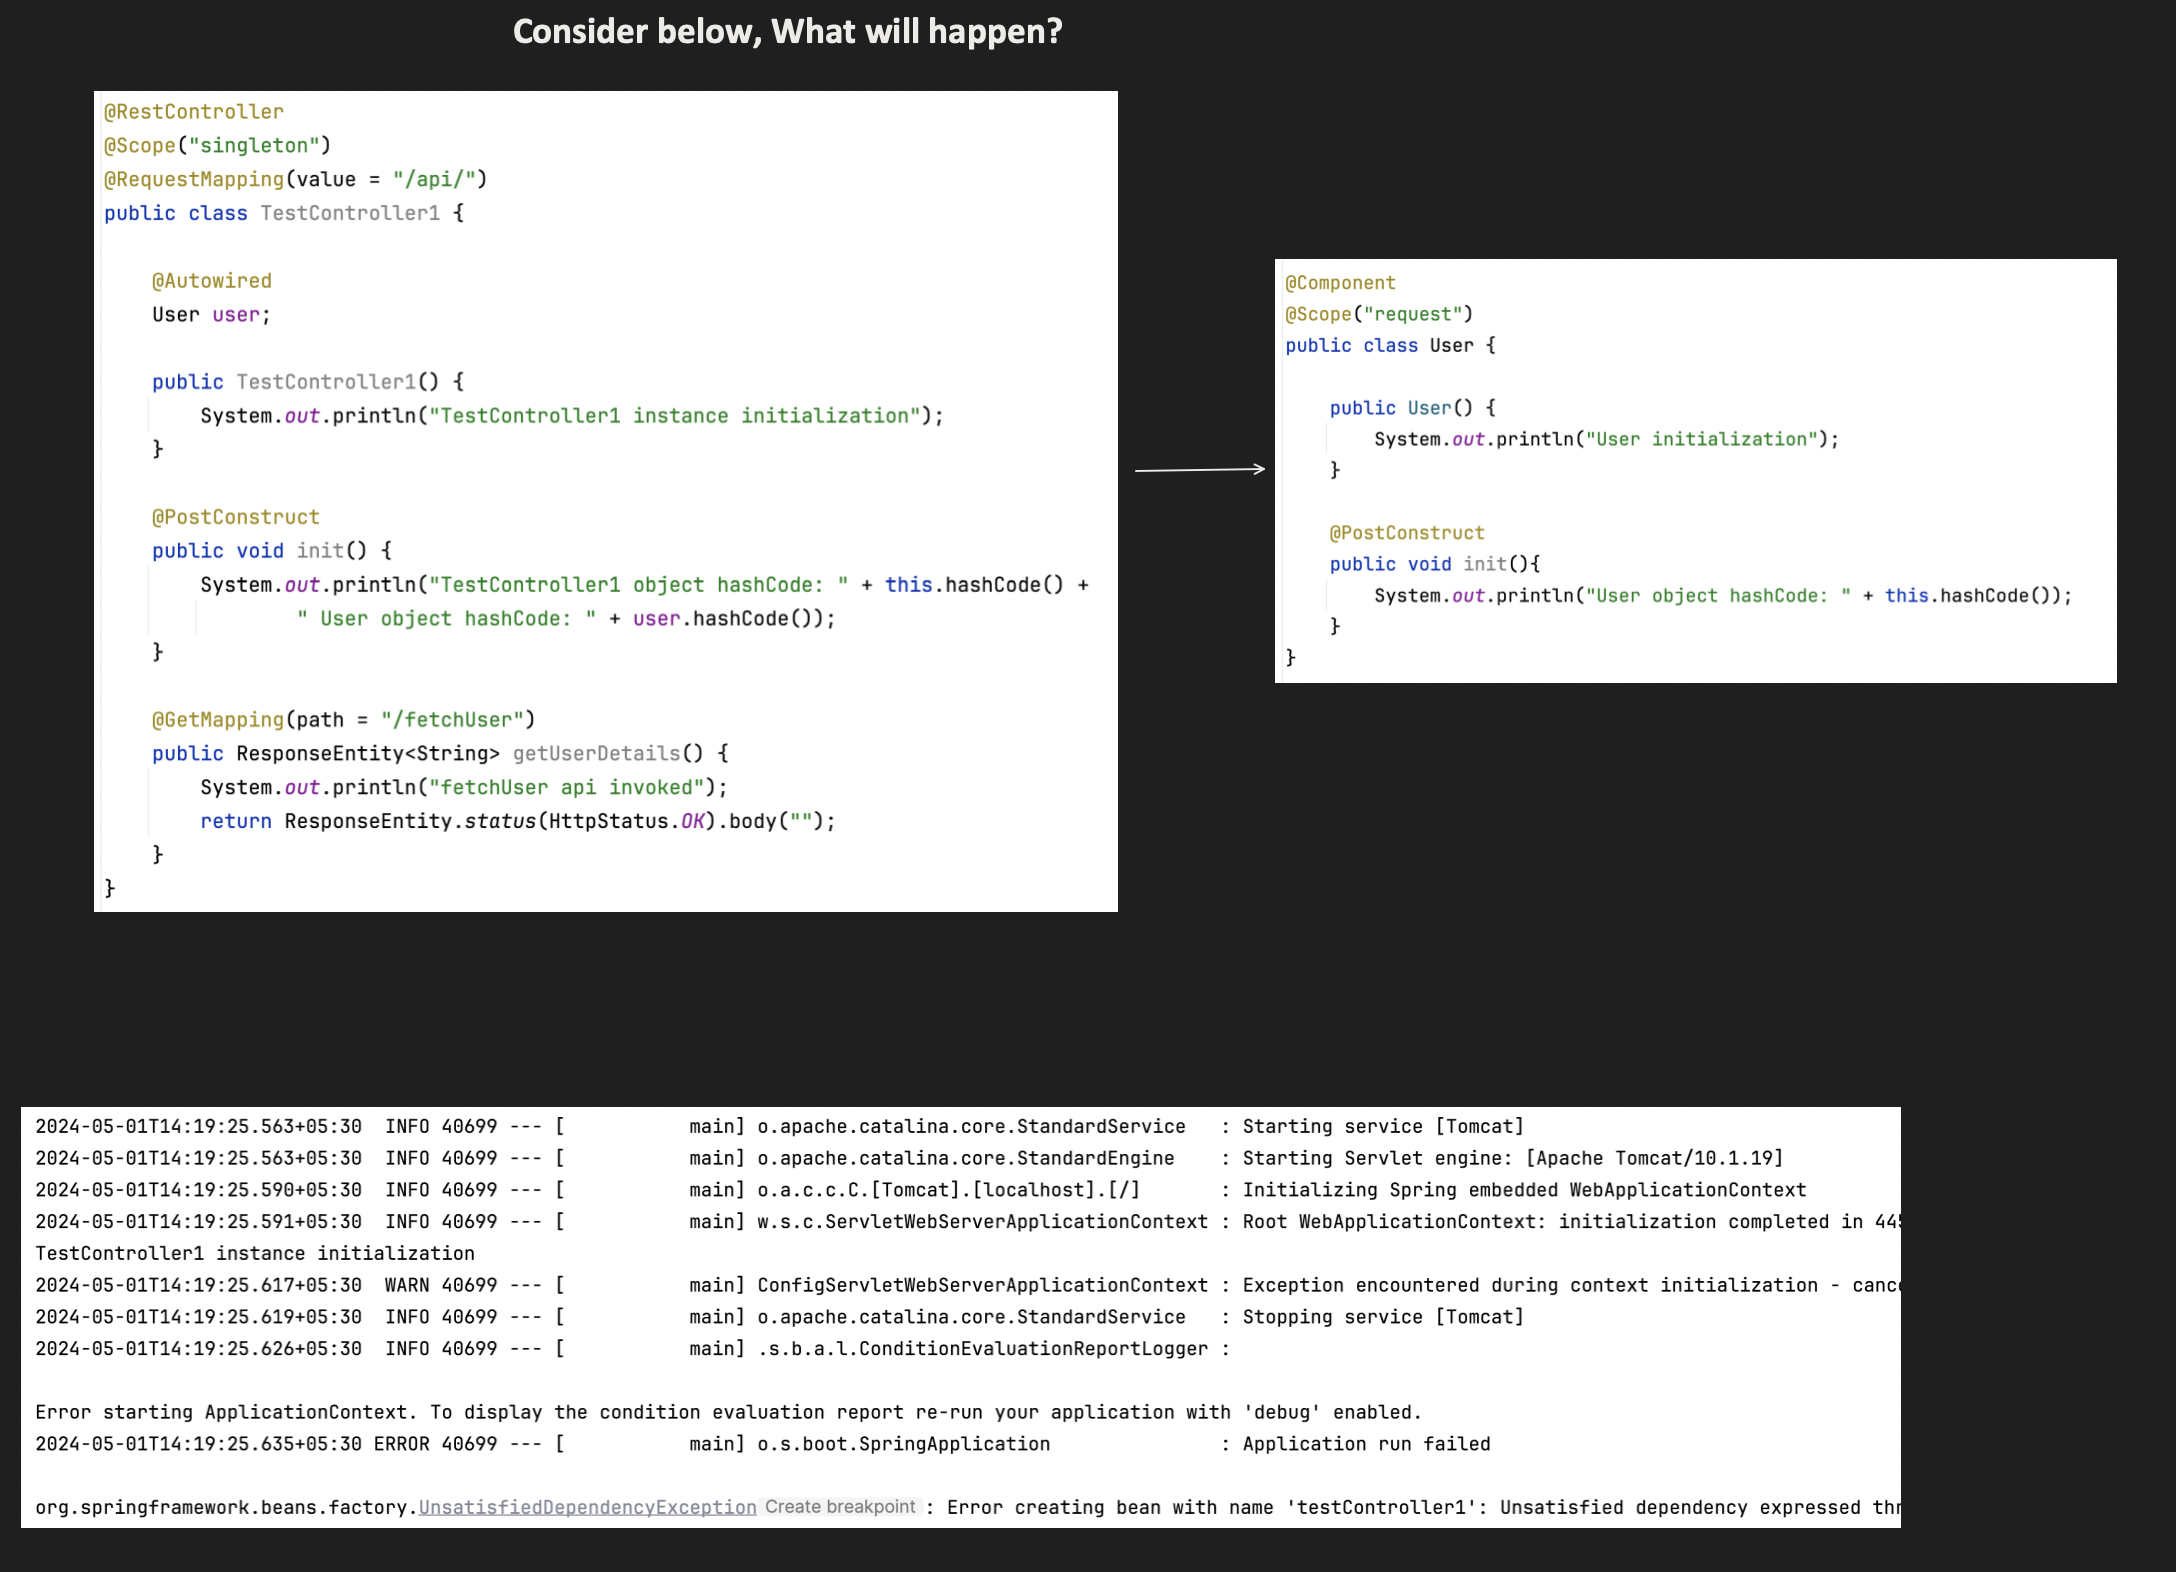 Consider below, What will happen?
@RestController
@Scope("singleton")
@RequestMapping(value = "/api/")
public class TestController1 {
@Autowired
User user;
public TestController1() {
System.out.println("TestController1 instance initialization");
}
@PostConstruct
public void init() {
System.out.println("TestController1 object hashCode: " + this.hashCode() +
" User object hashCode: " + user.hashCode());
}
@GetMapping(path = "/fetchUser")
public ResponseEntity<String> getUserDetails() {
System.out.println("fetchUser api invoked");
return ResponseEntity.status(HttpStatus.OK).body("");
}
}
@Component
@Scope("request")
public class User {
public User() {
System.out.println("User initialization");
}
@PostConstruct
public void init(){
System.out.println("User object hashCode: " + this.hashCode());
}
}
2024-05-01T14:19:25.563+05:30  INFO 40699 --- [           main] o.apache.catalina.core.StandardService   : Starting service [Tomcat]
2024-05-01T14:19:25.563+05:30  INFO 40699 --- [           main] o.apache.catalina.core.StandardEngine    : Starting Servlet engine: [Apache Tomcat/10.1.19]
2024-05-01T14:19:25.590+05:30  INFO 40699 --- [           main] o.a.c.c.C.[Tomcat].[localhost].[/]       : Initializing Spring embedded WebApplicationContext
2024-05-01T14:19:25.591+05:30  INFO 40699 --- [           main] w.s.c.ServletWebServerApplicationContext : Root WebApplicationContext: initialization completed in 44
TestController1 instance initialization
2024-05-01T14:19:25.617+05:30  WARN 40699 --- [           main] ConfigServletWebServerApplicationContext : Exception encountered during context initialization - canc
2024-05-01T14:19:25.619+05:30  INFO 40699 --- [           main] o.apache.catalina.core.StandardService   : Stopping service [Tomcat]
2024-05-01T14:19:25.626+05:30  INFO 40699 --- [           main] .s.b.a.l.ConditionEvaluationReportLogger :
Error starting ApplicationContext. To display the condition evaluation report re-run your application with 'debug' enabled.
2024-05-01T14:19:25.635+05:30 ERROR 40699 --- [           main] o.s.boot.SpringApplication               : Application run failed
org.springframework.beans.factory.UnsatisfiedDependencyException Create breakpoint : Error creating bean with name 'testController1': Unsatisfied dependency expressed th